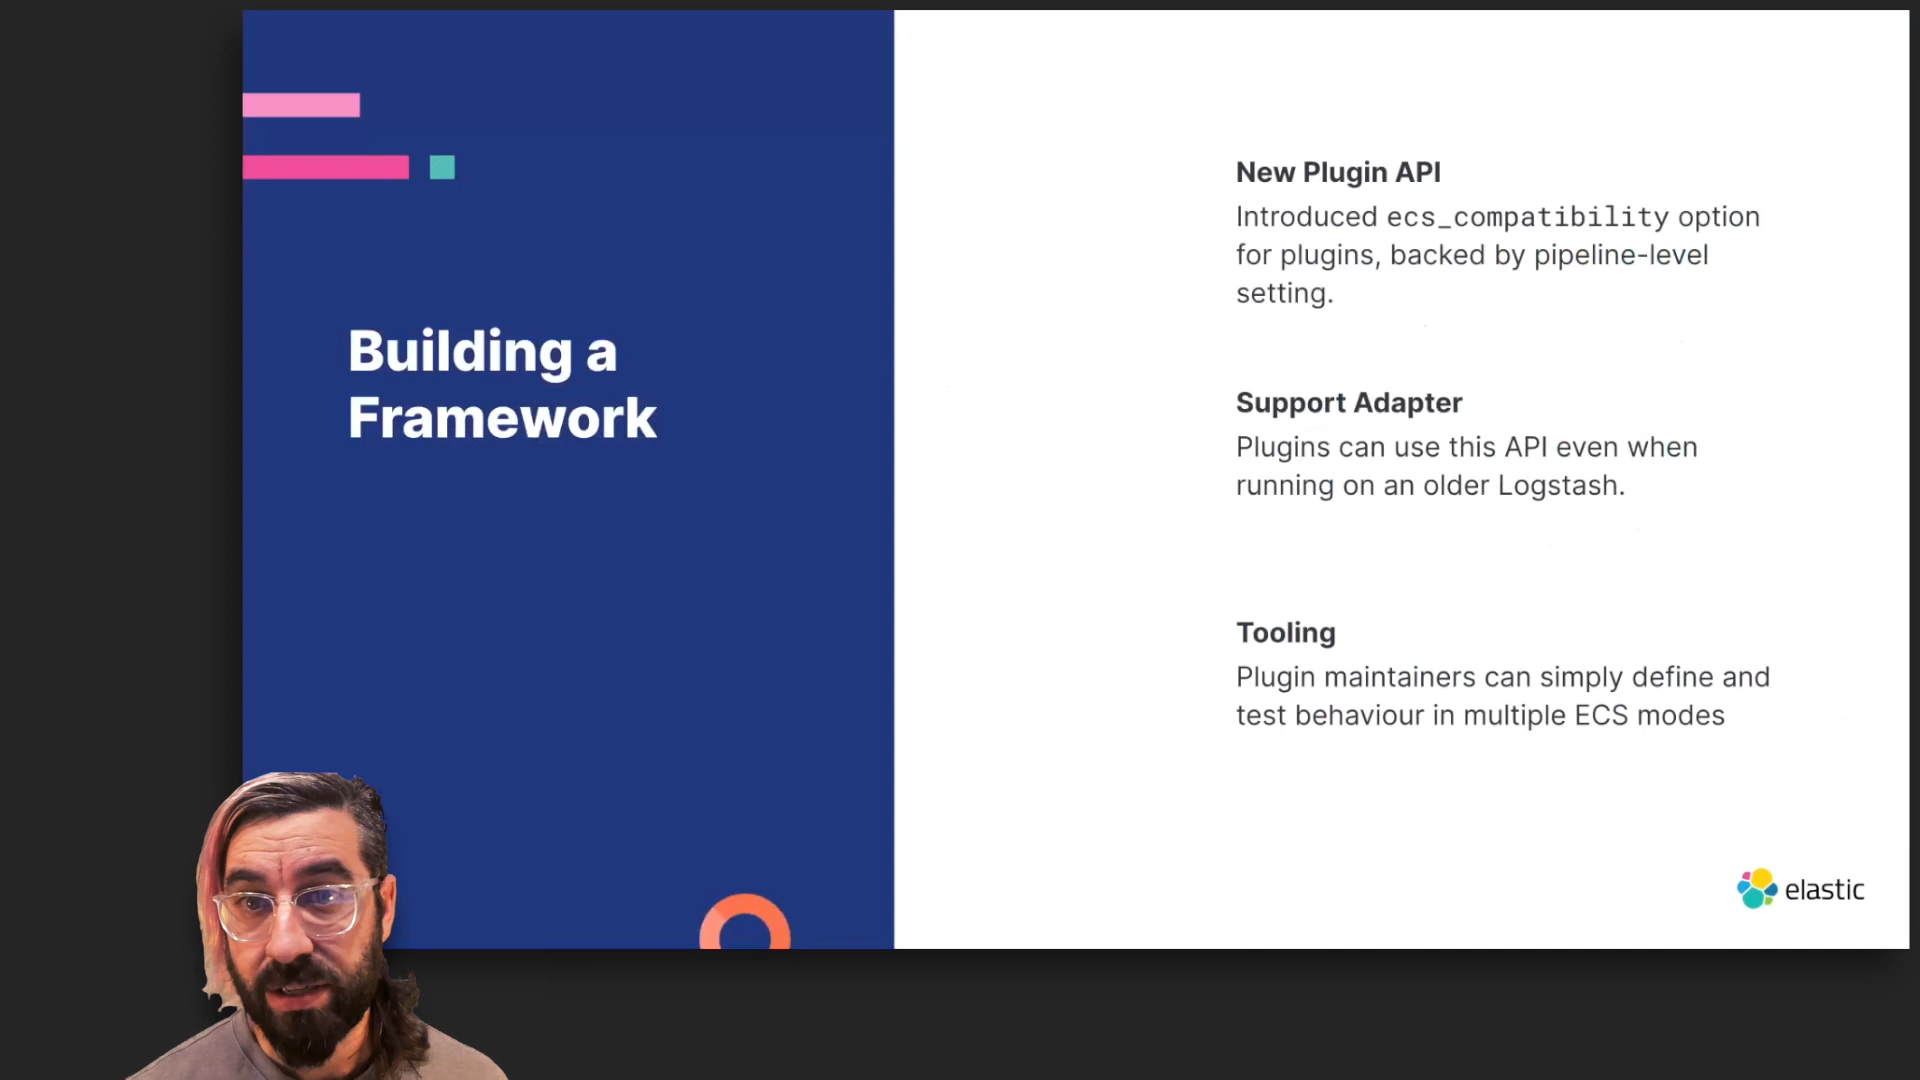 Building a
Framework
New Plugin API
Introduced ecs_compatibility option
for plugins, backed by pipeline-level
setting.
Support Adapter
Plugins can use this API even when
running on an older Logstash.
Tooling
Plugin maintainers can simply define and
test behaviour in multiple ECS modes
elastic